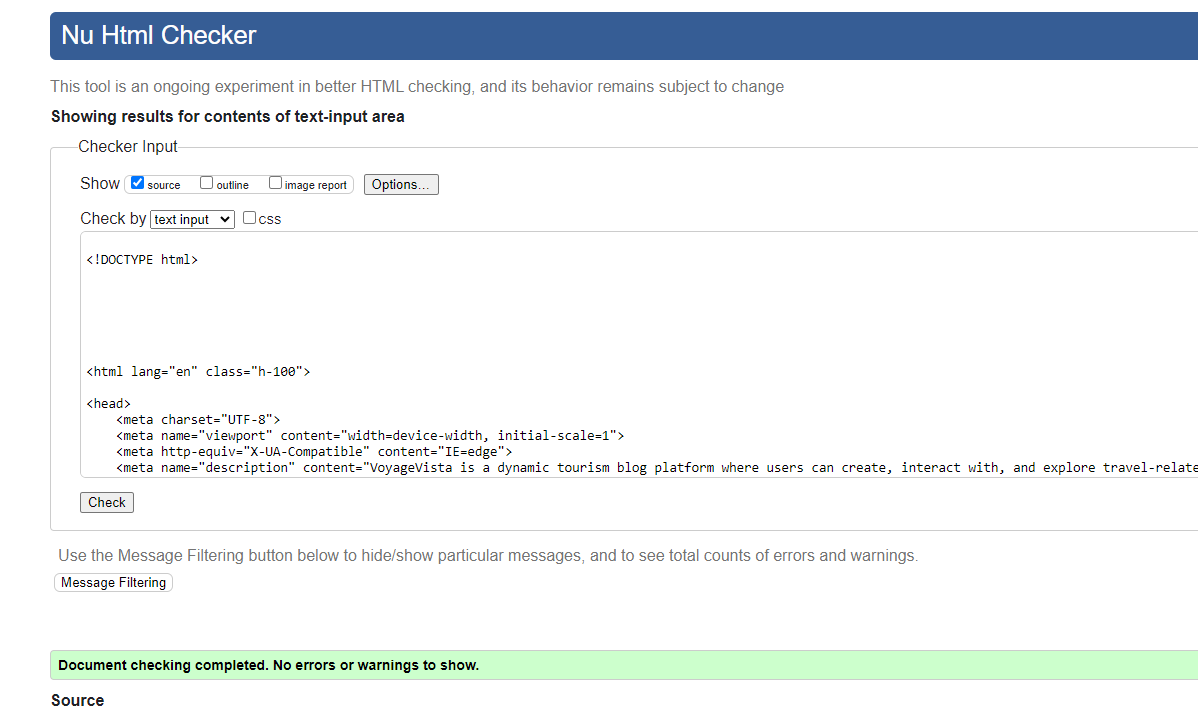 Nu Html Checker
This tool is an ongoing experiment in better HTML checking, and its behavior remains subject to change
Showing results for contents of text-input area
Checker Input
Show source outline image report Options...
Check by text input css
<!DOCTYPE html>
<html lang="en" class="h-100">
<head>
<meta charset="UTF-8">
<meta name="viewport" content="width=device-width, initial-scale=1">
<meta http-equiv="X-UA-Compatible" content="IE=edge">
<meta name="description" content="VoyageVista is a dynamic tourism blog platform where users can create, interact with, and explore travel-relate
Check
Use the Message Filtering button below to hide/show particular messages, and to see total counts of errors and warnings.
Message Filtering
Document checking completed. No errors or warnings to show.
Source